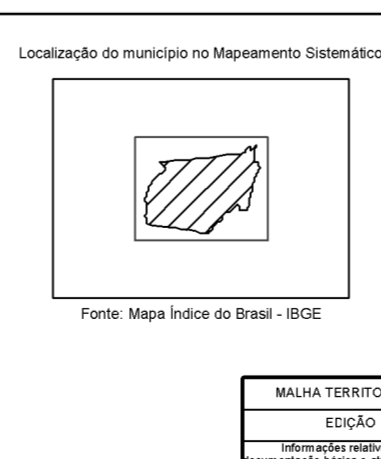 Localização do município no Mapeamento Sistemático
Fonte: Mapa Índice do Brasil - IBGE
MALHA TERRITO
EDIÇÃO
Informações relativ